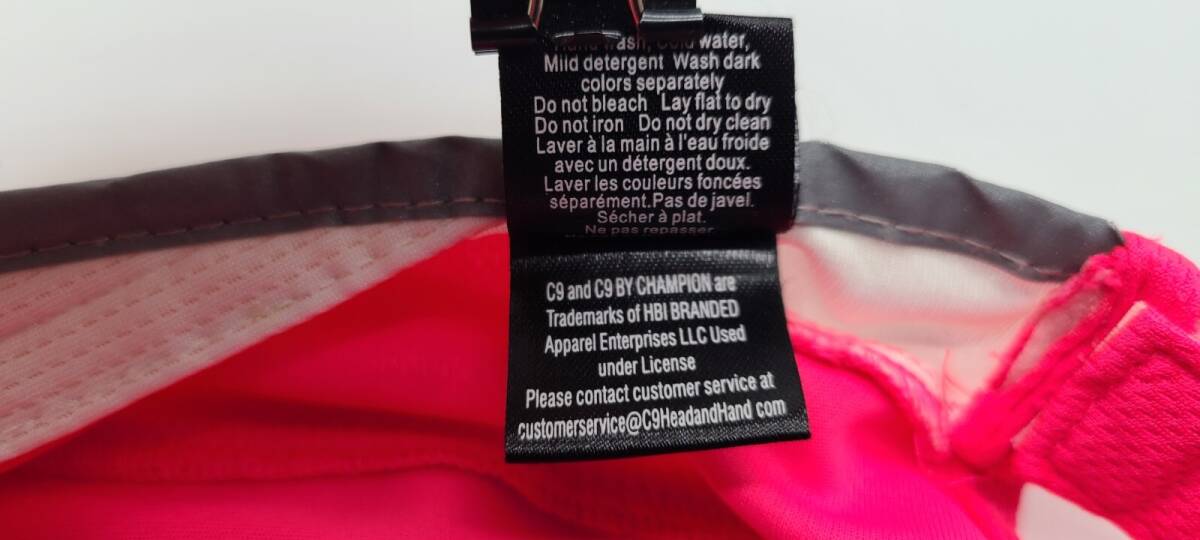 Hand wash, Cold water,
Mild detergent Wash dark
colors separately
Do not bleach Lay flat to dry
Do not iron Do not dry clean
Laver à la main à l'eau froide
avec un détergent doux.
Laver les couleurs foncées
séparément.Pas de javel.
Sécher à plat.
Ne pas repasser
C9 and C9 BY CHAMPION are
Trademarks of HBI BRANDED
Apparel Enterprises LLC Used
under License
Please contact customer service at
customerservice@C9HeadandHand com